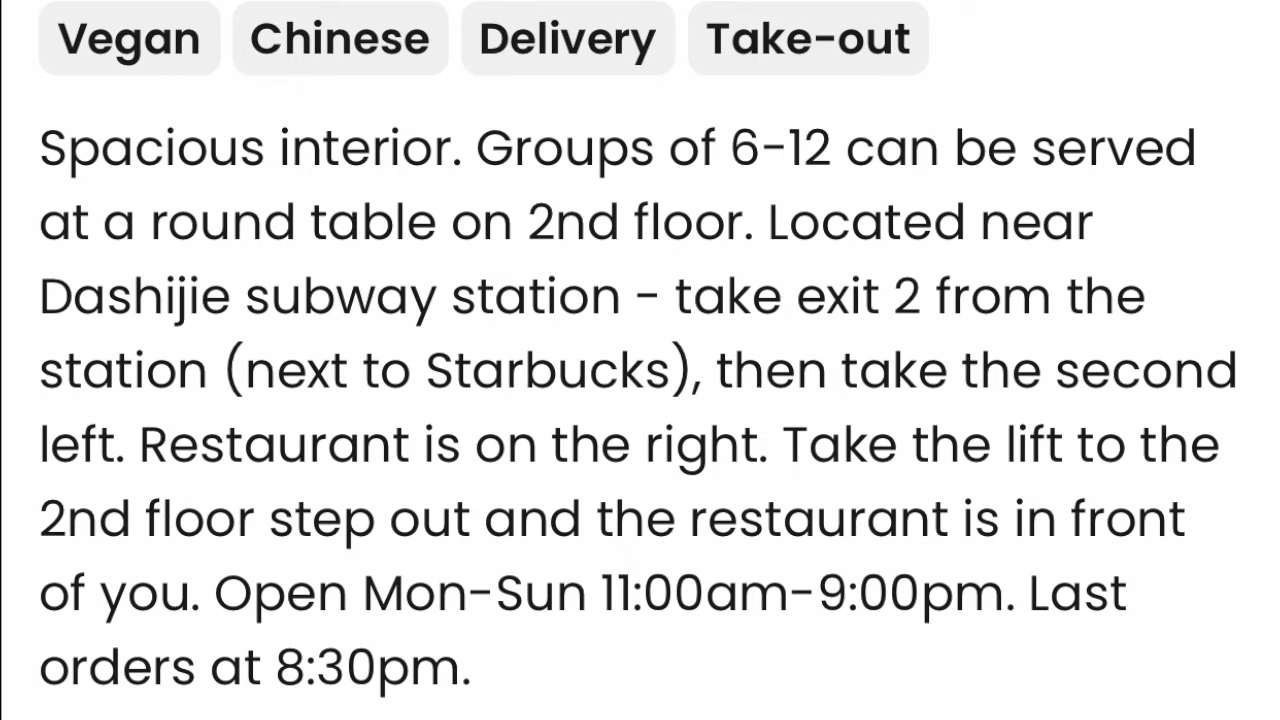 Vegan Chinese Delivery Take-out
Spacious interior. Groups of 6-12 can be served
at a round table on 2nd floor. Located near
Dashijie subway station - take exit 2 from the
station (next to Starbucks), then take the second
left. Restaurant is on the right. Take the lift to the
2nd floor step out and the restaurant is in front
of you. Open Mon-Sun 11:00am-9:00pm. Last
orders at 8:30pm.